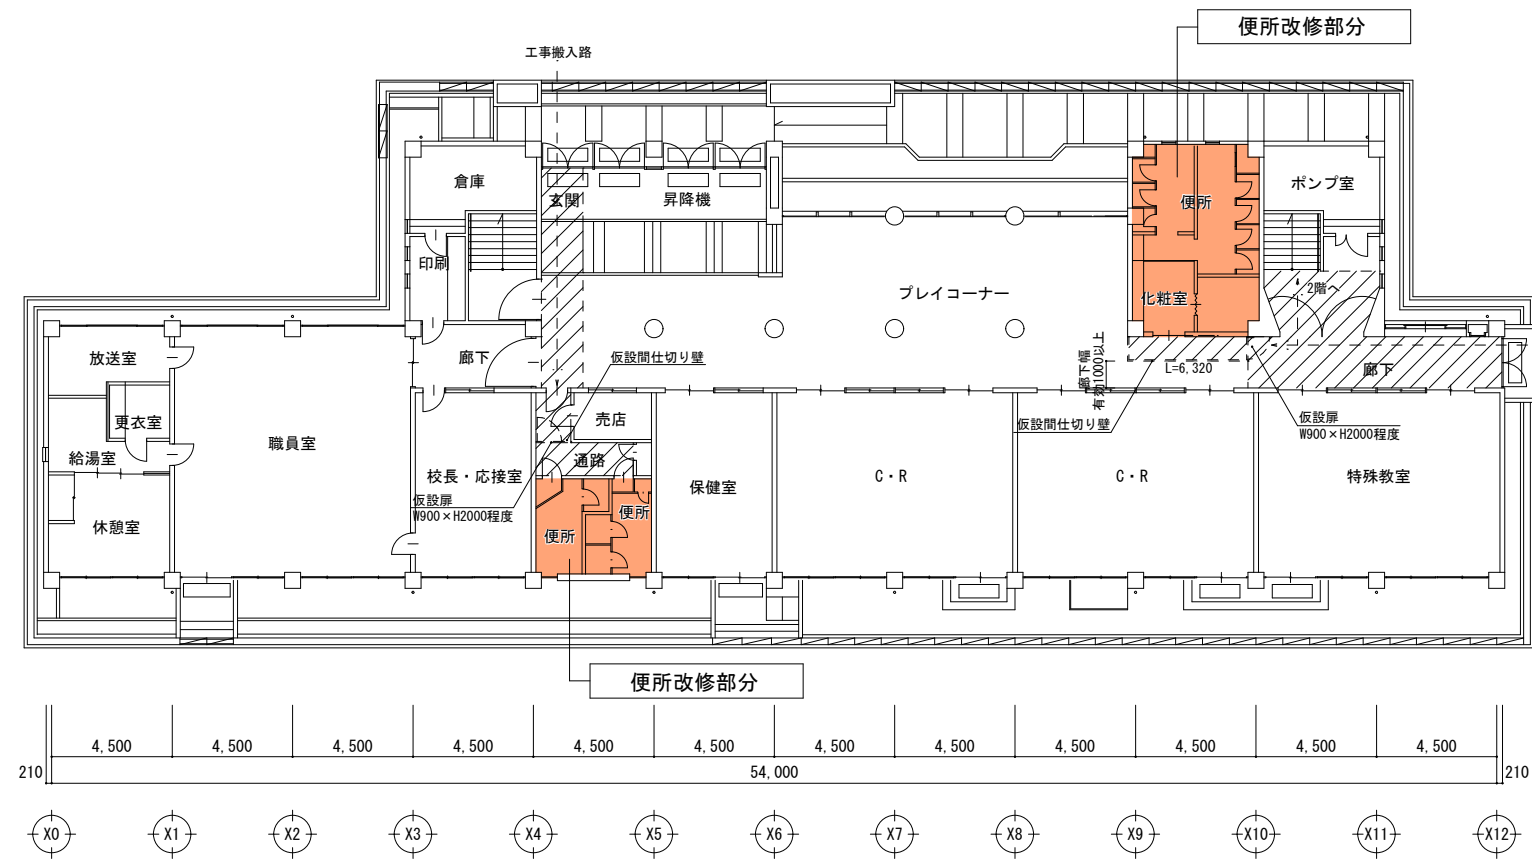 便所改修部分
工事搬入路
倉庫
玄関
昇降機
便所
ポンプ室
印刷
プレイコーナー
化粧室
2階へ
放送室
廊下
仮設間仕切り壁
廊下幅
有効1000以上
L=6,320
廊下
更衣室
売店
仮設間仕切り壁
仮設扉
W900×H2000程度
職員室
給湯室
通路
校長・応接室
保健室
C・R
C・R
特殊教室
仮設扉
W900×H2000程度
便所
便所
休憩室
便所改修部分
4,500 4,500 4,500 4,500 4,500 4,500 4,500 4,500 4,500 4,500 4,500 4,500
210 54,000 210
X0 X1 X2 X3 X4 X5 X6 X7 X8 X9 X10 X11 X12